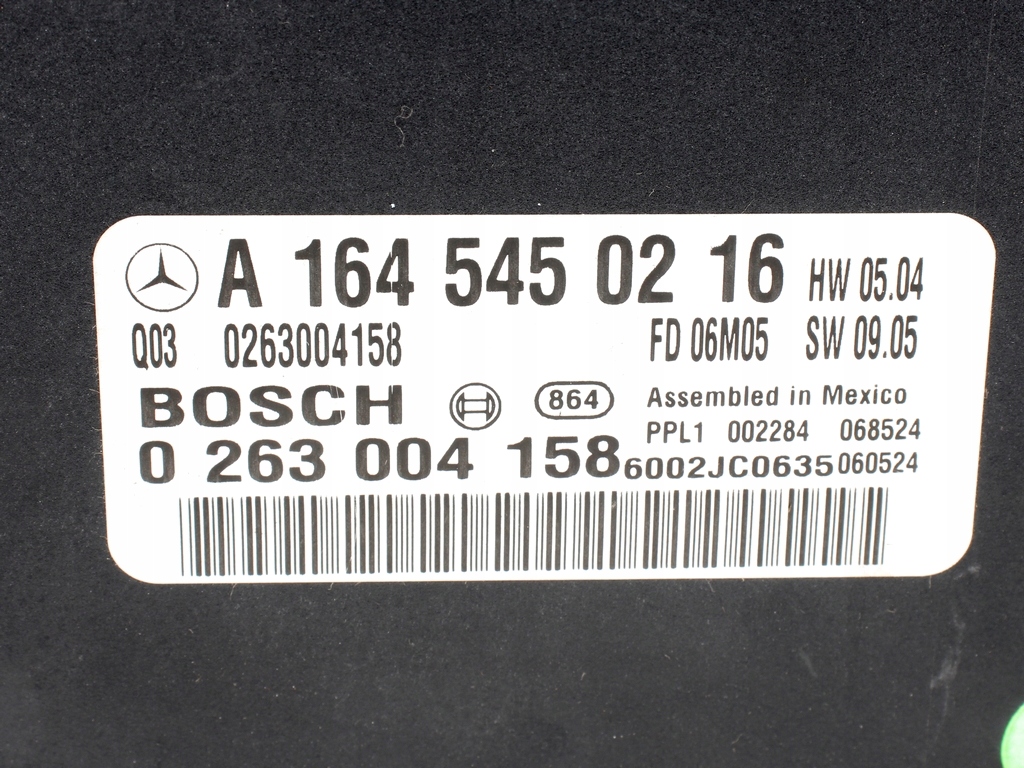 A 164 545 02 16 HW 05.04
Q03 0263004158 FD 06M05 SW 09.05
BOSCH 864 Assembled in Mexico
PPL1 002284 068524
0 263 004 158 6002JC0635 060524